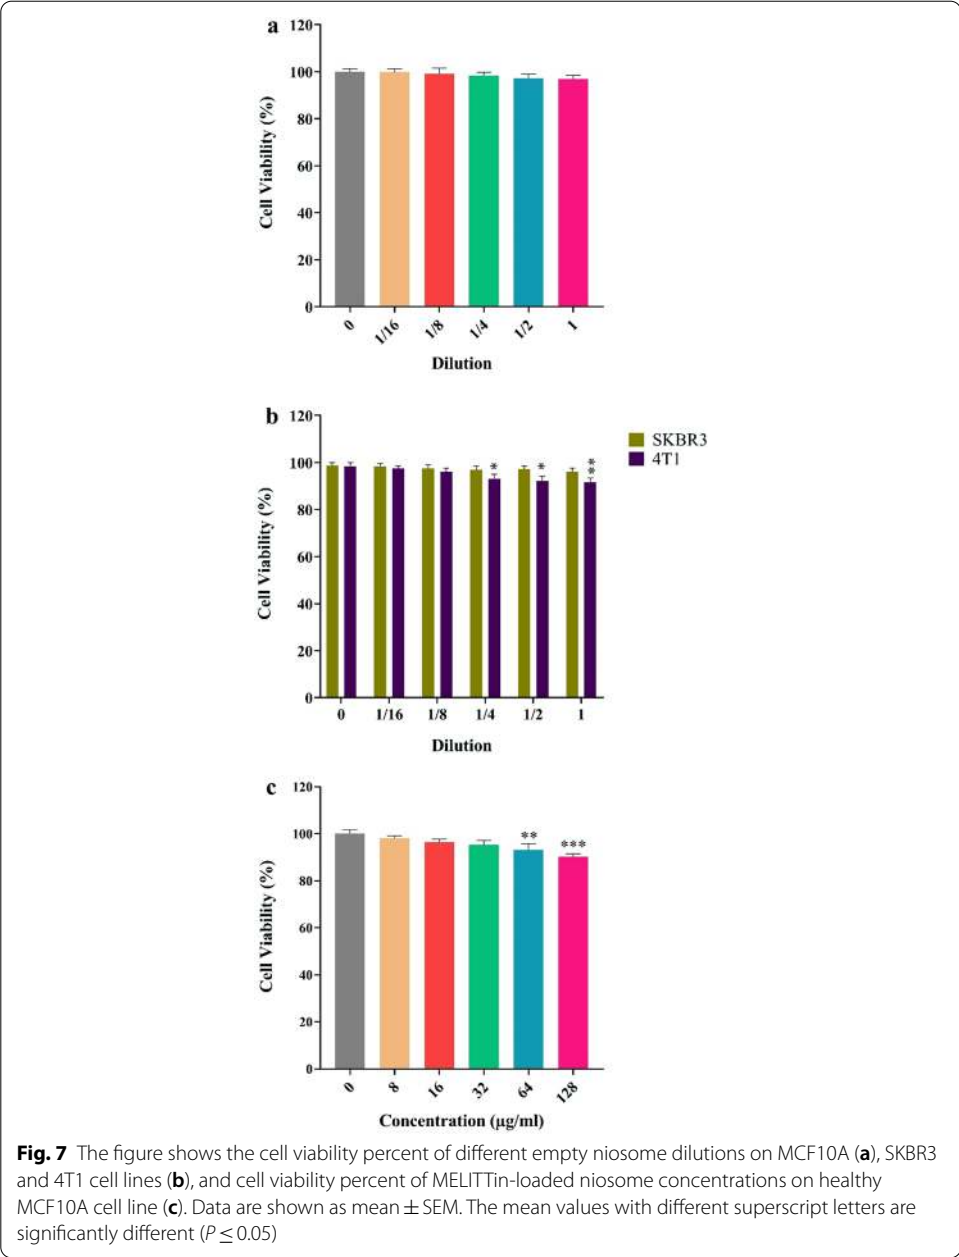 a
120
100
80
60
40
20
0
Cell Viability (%)
0 1/16 1/8 1/4 1/2 1
Dilution
b
120
100
80
60
40
20
0
Cell Viability (%)
* * **
SKBR3
4T1
0 1/16 1/8 1/4 1/2 1
Dilution
c
120
100
80
60
40
20
0
Cell Viability (%)
** ***
0 8 16 32 64 128
Concentration (μg/ml)
Fig. 7 The figure shows the cell viability percent of different empty niosome dilutions on MCF10A (a), SKBR3
and 4T1 cell lines (b), and cell viability percent of MELITTin-loaded niosome concentrations on healthy
MCF10A cell line (c). Data are shown as mean ± SEM. The mean values with different superscript letters are
significantly different (P ≤ 0.05)